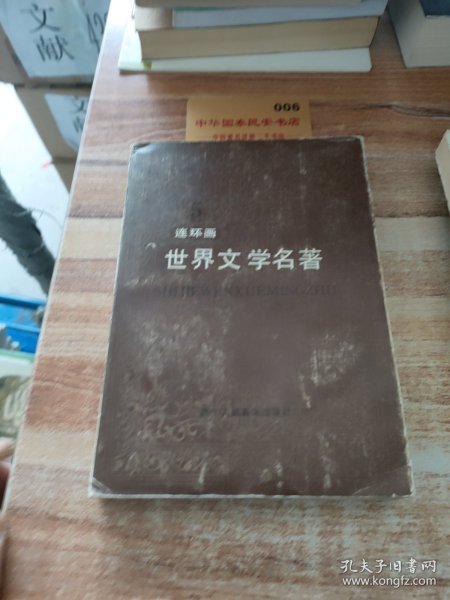 文献
006
中华国泰民安书店
连环画
世界文学名著
SHIJIEWENXUEMINGZHU
孔夫子旧书网
www.kongfz.com